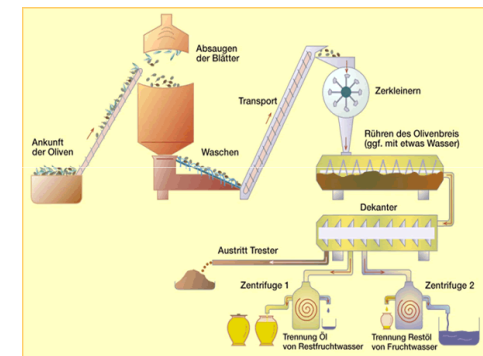 Absaugen
der Blätter
Ankunft
der Oliven
Waschen
Transport
Zerkleinern
Rühren des Olivenbreis
(ggf. mit etwas Wasser)
Dekanter
Austritt Trester
Zentrifuge 1
Zentrifuge 2
Trennung Öl
von Restfruchtwasser
Trennung Restöl
von Fruchtwasser